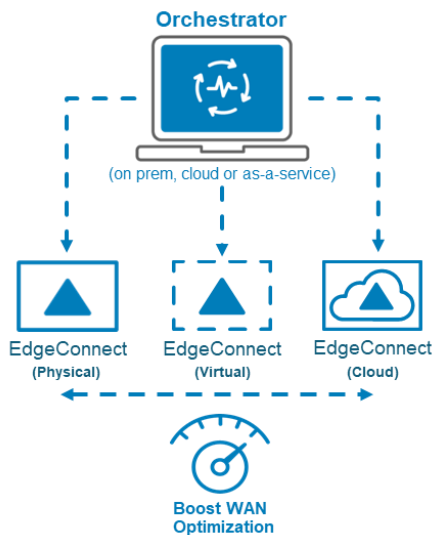 Orchestrator
(on prem, cloud or as-a-service)
EdgeConnect EdgeConnect EdgeConnect
(Physical) (Virtual) (Cloud)
Boost WAN
Optimization